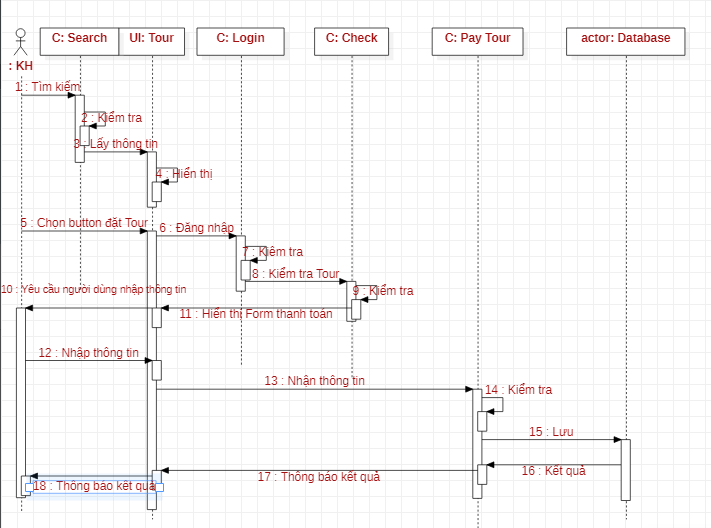 C: Search
UI: Tour
C: Login
C: Check
C: Pay Tour
actor: Database
: KH
1 : Tìm kiếm
2 : Kiểm tra
3 : Lấy thông tin
4 : Hiển thị
5 : Chọn button đặt Tour
6 : Đăng nhập
7 : Kiểm tra
8 : Kiểm tra Tour
9 : Kiểm tra
10 : Yêu cầu người dùng nhập thông tin
11 : Hiển thị Form thanh toán
12 : Nhập thông tin
13 : Nhận thông tin
14 : Kiểm tra
15 : Lưu
16 : Kết quả
17 : Thông báo kết quả
18 : Thông báo kết quả